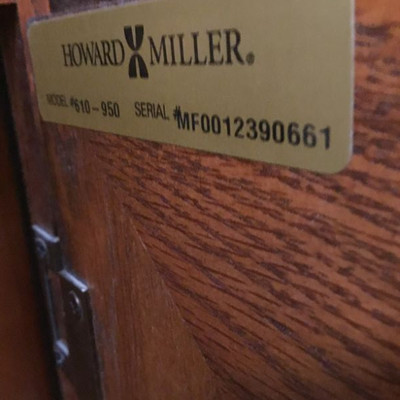 HOWARD MILLER®
MODEL #610-950 SERIAL #MF0012390661